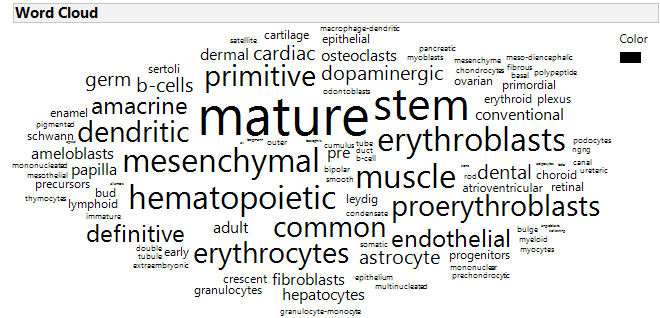 Word Cloud
Color
macrophage-dendritic
cartilage
satellite
epithelial
dermal
cardiac
osteoclasts
pancreatic
myoblasts
mesenchyme
meso-diencephalic
sertoli
chondrocytes
fibrous
germ
b-cells
primitive
dopaminergic
basal
polypeptide
ovarian
primordial
odontoblasts
enamel
amacrine
mature
stem
erythroid
plexus
conventional
pigmented
schwann
dendritic
erythroblasts
podocytes
ngng
outer
cumulus
tube
duct
b-cell
pre
ameloblasts
mononucleated
mesothelial
papilla
mesenchymal
bipolar
smooth
muscle
rod
dental
choroid
canal
ureteric
precursors
atrioventricular
retinal
thymocytes
bud
lymphoid
hematopoietic
leydig
immature
condensate
proerythroblasts
definitive
adult
common
endothelial
bulge
myeloid
myocytes
double
tubule
early
extraembryonic
erythrocytes
somatic
astrocyte
progenitors
mononuclear
prechondrocytic
crescent
fibroblasts
epithelium
multinucleated
granulocytes
hepatocytes
granulocyte-monocyte